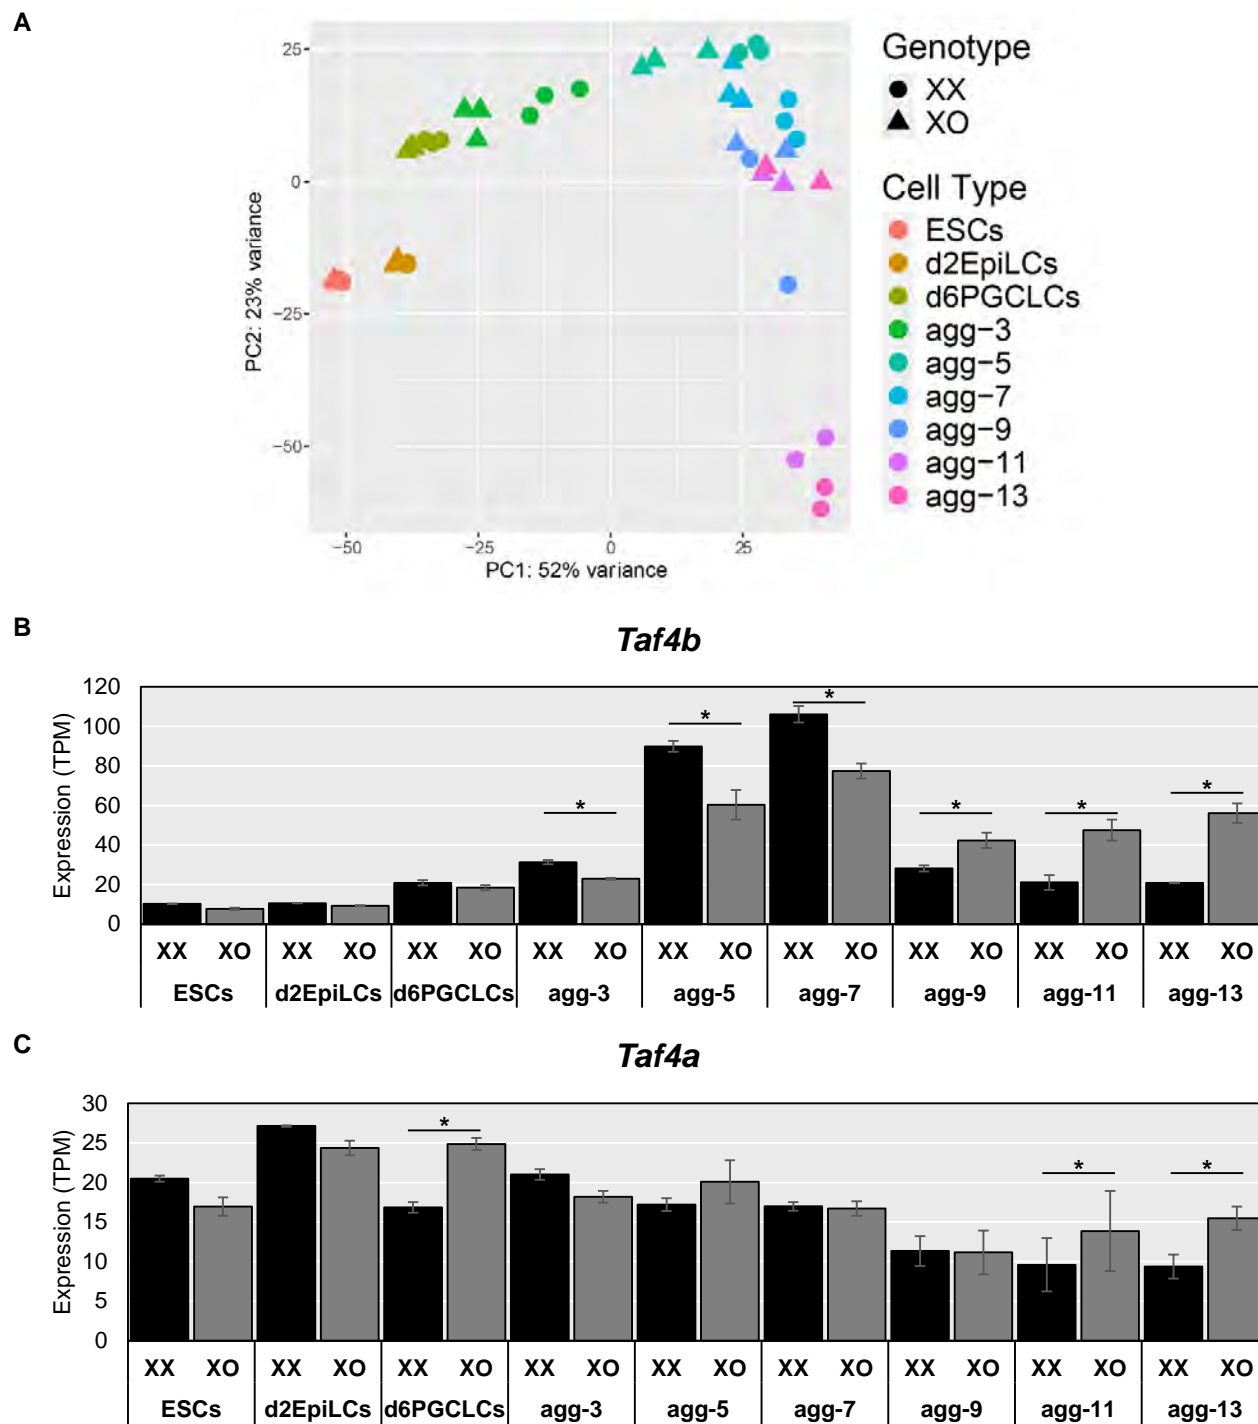 A
25
0
−25
−50
PC2: 23% variance
−50
−25
0
25
PC1: 52% variance
Genotype
XX
XO
Cell Type
ESCs
d2EpiLCs
d6PGCLCs
agg−3
agg−5
agg−7
agg−9
agg−11
agg−13
B
Taf4b
Expression (TPM)
120
100
80
60
40
20
0
* * * * * *
XX XO XX XO XX XO XX XO XX XO XX XO XX XO XX XO XX XO
ESCs d2EpiLCs d6PGCLCs agg-3 agg-5 agg-7 agg-9 agg-11 agg-13
C
Taf4a
Expression (TPM)
30
25
20
15
10
5
0
* * *
XX XO XX XO XX XO XX XO XX XO XX XO XX XO XX XO XX XO
ESCs d2EpiLCs d6PGCLCs agg-3 agg-5 agg-7 agg-9 agg-11 agg-13